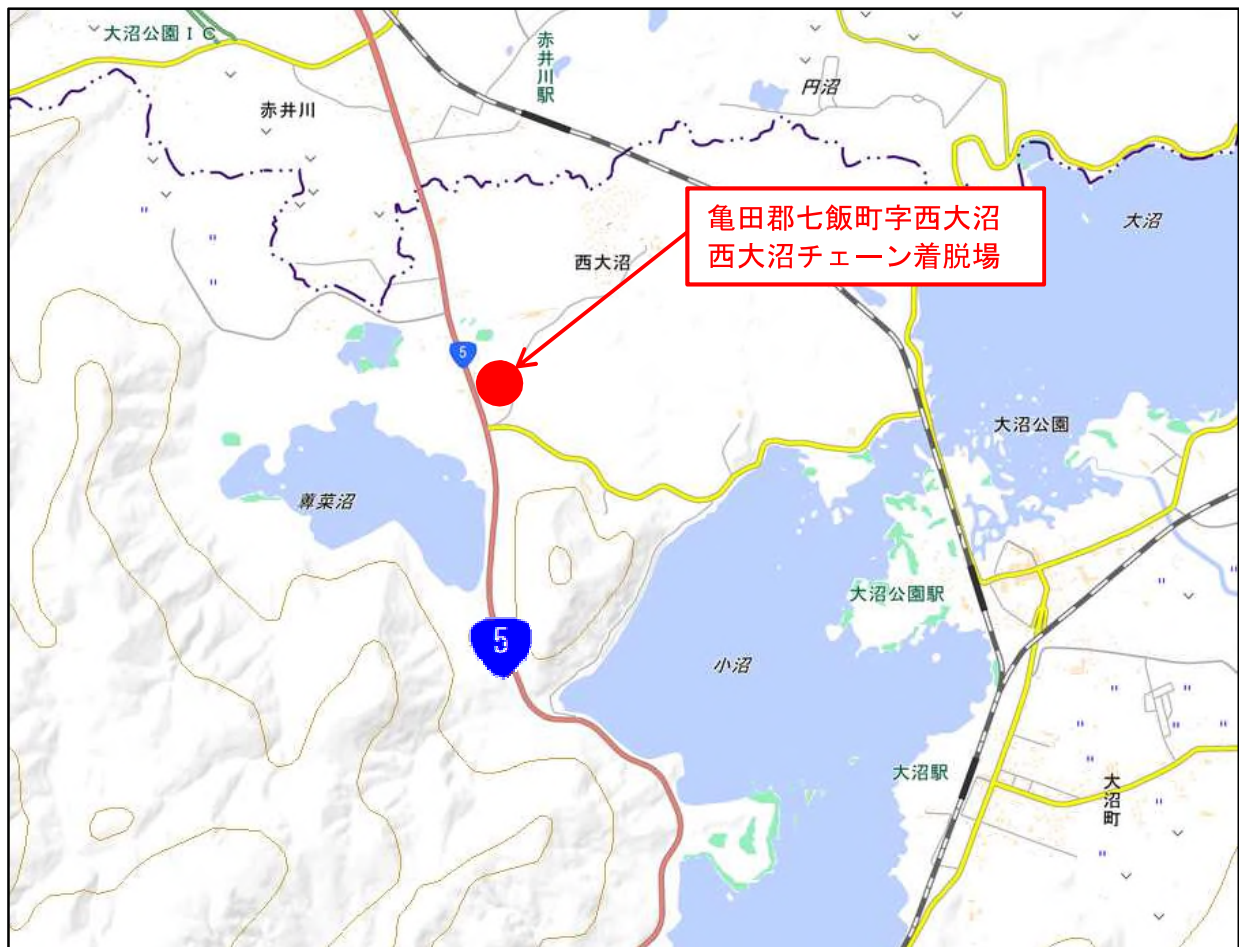 大沼公園IC
赤井川駅
赤井川
円沼
大沼
亀田郡七飯町字西大沼
西大沼チェーン着脱場
西大沼
5
大沼公園
蓴菜沼
大沼公園駅
5
小沼
大沼駅
大沼町